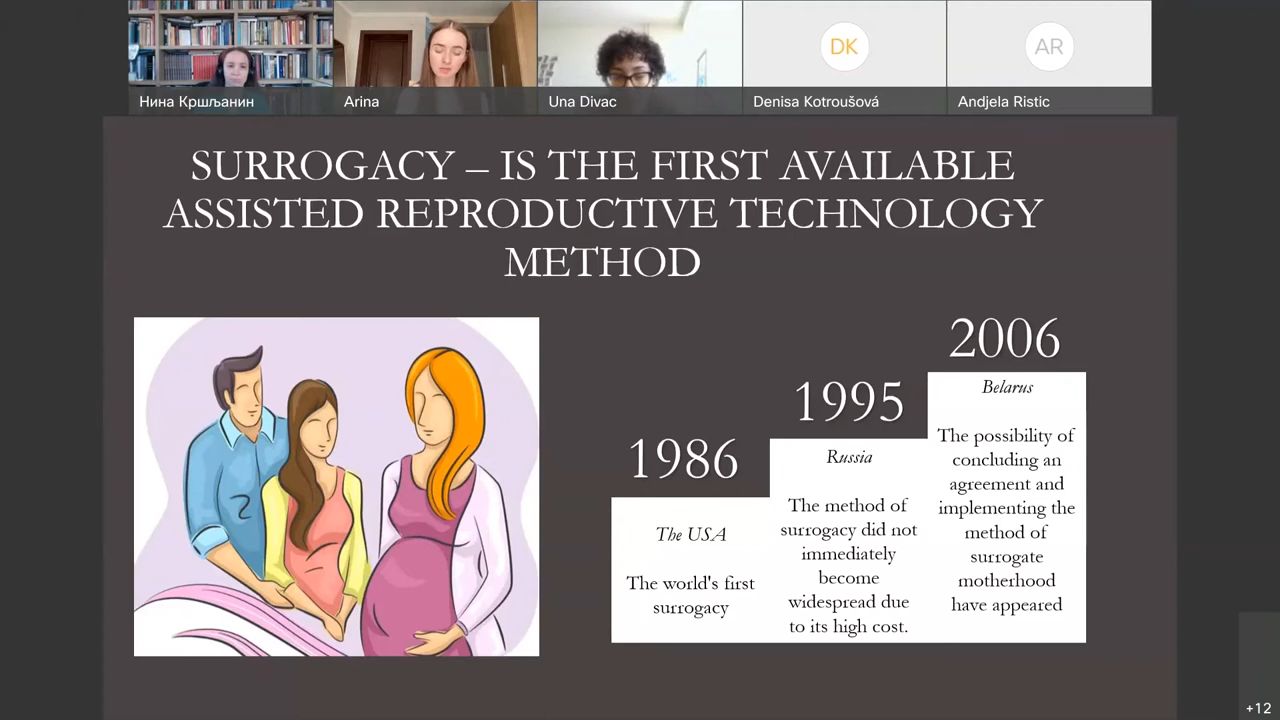 DK
AR
Нина Кршљанин
Arina
Una Divac
Denisa Kotroušová
Andjela Ristic
SURROGACY – IS THE FIRST AVAILABLE
ASSISTED REPRODUCTIVE TECHNOLOGY
METHOD
1986
The USA
The world's first
surrogacy
1995
Russia
The method of
surrogacy did not
immediately
become
widespread due
to its high cost.
2006
Belarus
The possibility of
concluding an
agreement and
implementing the
method of
surrogate
motherhood
have appeared
+12